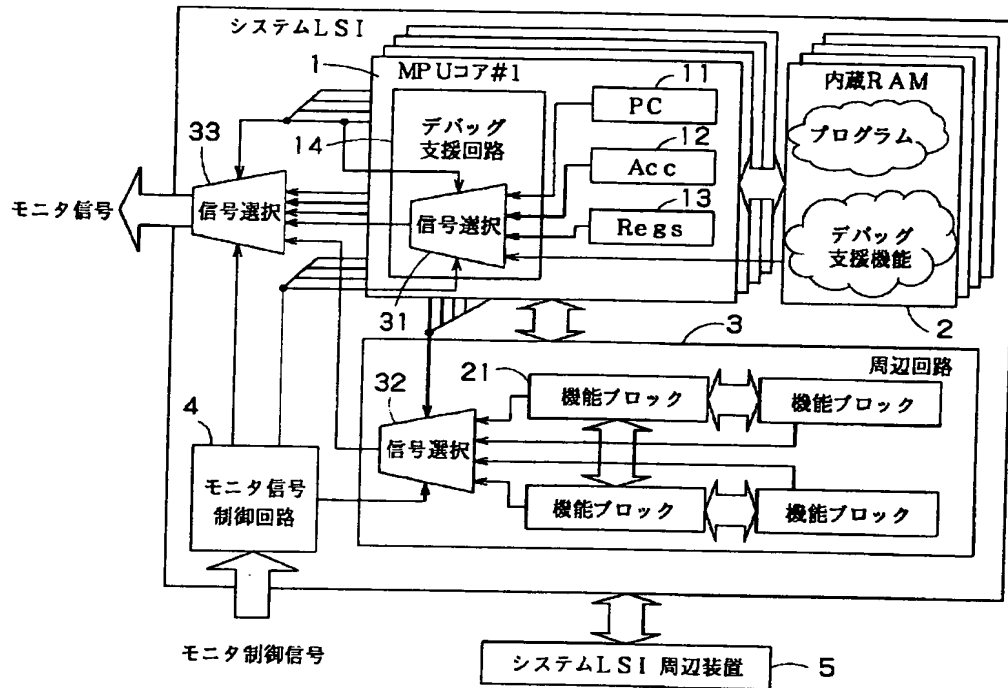 システムLSI
1
MPUコア#1
11
PC
内蔵RAM
プログラム
33
14
デバッグ
支援回路
12
Acc
モニタ信号
信号選択
信号選択
13
Regs
デバッグ
支援機能
31
2
3
周辺回路
32
21
機能ブロック
機能ブロック
4
信号選択
モニタ信号
制御回路
機能ブロック
機能ブロック
モニタ制御信号
システムLSI 周辺装置
5